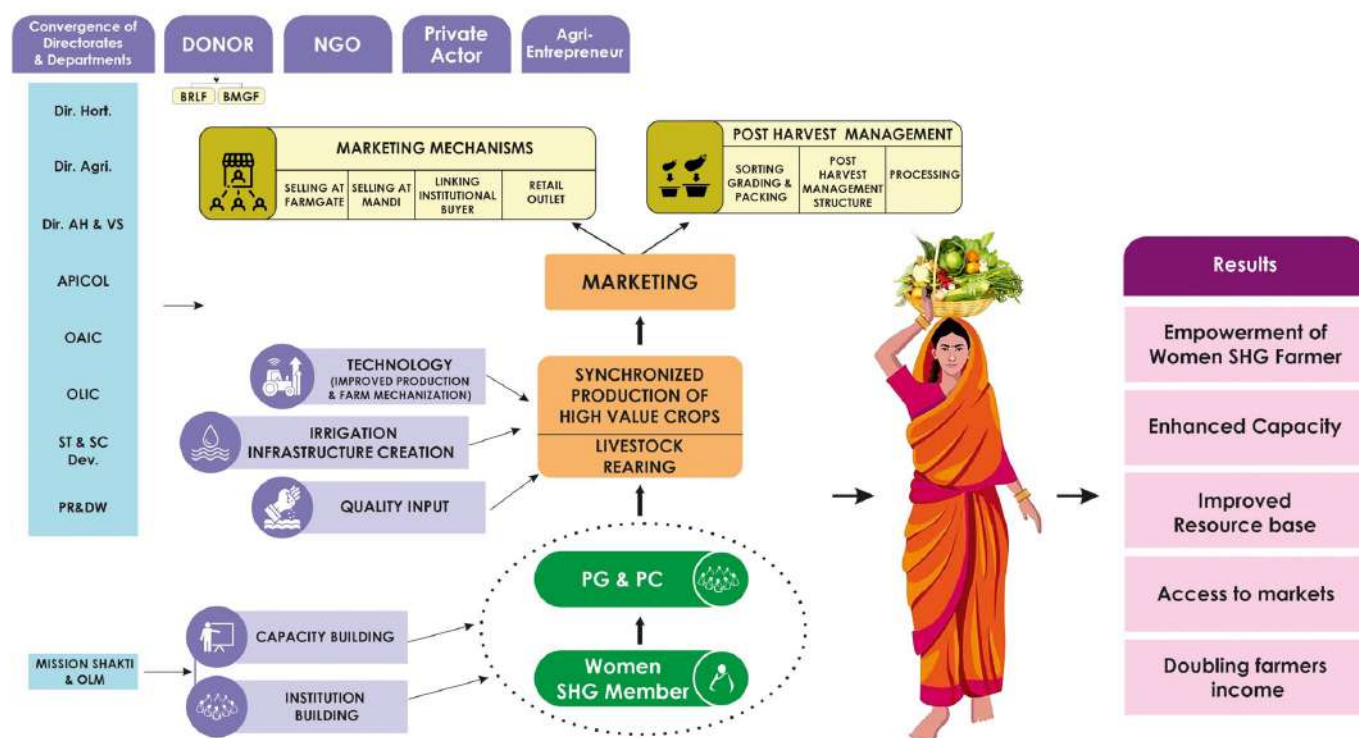 Convergence of
Directorates
& Departments
DONOR
NGO
Private
Actor
Agri-
Entrepreneur
BRLF
BMGF
Dir. Hort.
Dir. Agri.
Dir. AH & VS
APICOL
OAIC
OLIC
ST & SC
Dev.
PR&DW
MISSION SHAKTI
& OLM
MARKETING MECHANISMS
SELLING AT
FARMGATE
SELLING AT
MANDI
LINKING
INSTITUTIONAL
BUYER
RETAIL
OUTLET
POST HARVEST MANAGEMENT
SORTING
GRADING &
PACKING
POST
HARVEST
MANAGEMENT
STRUCTURE
PROCESSING
MARKETING
TECHNOLOGY
(IMPROVED PRODUCTION
& FARM MECHANIZATION)
IRRIGATION
INFRASTRUCTURE CREATION
QUALITY INPUT
SYNCHRONIZED
PRODUCTION OF
HIGH VALUE CROPS
LIVESTOCK
REARING
PG & PC
Women
SHG Member
CAPACITY BUILDING
INSTITUTION
BUILDING
Results
Empowerment of
Women SHG Farmer
Enhanced Capacity
Improved
Resource base
Access to markets
Doubling farmers
income